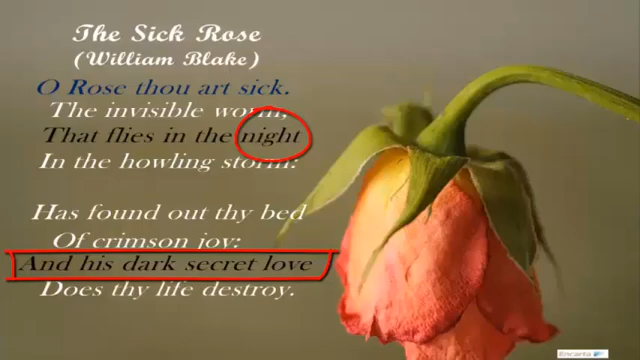 The Sick Rose
(William Blake)
O Rose thou art sick.
The invisible worm,
That flies in the night
In the howling storm:
Has found out thy bed
Of crimson joy:
And his dark secret love
Does thy life destroy.
Encarta